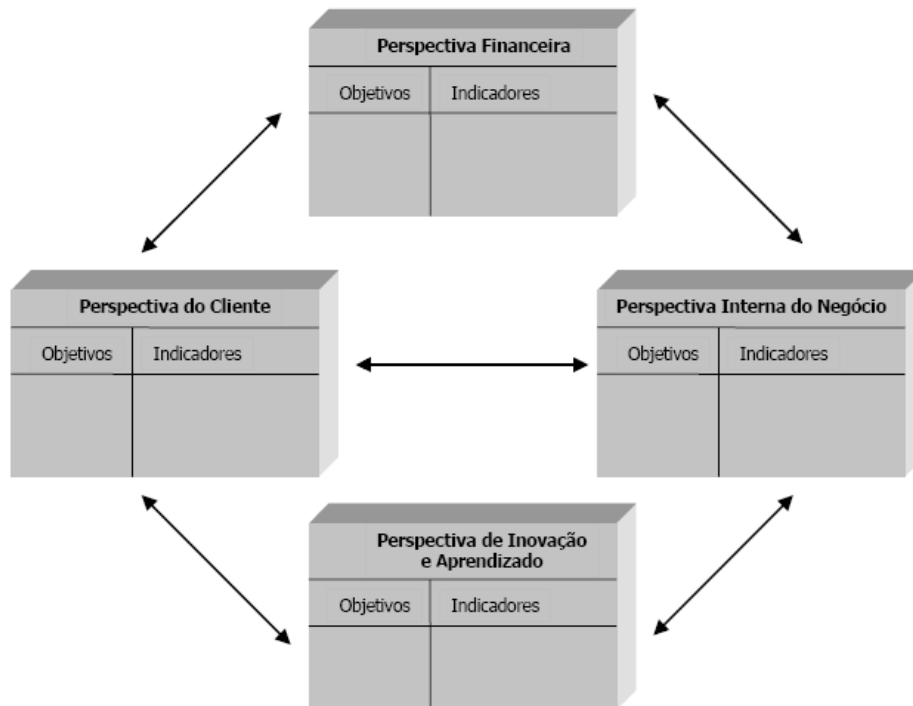 Perspectiva Financeira
Objetivos Indicadores
Perspectiva do Cliente
Objetivos Indicadores
Perspectiva Interna do Negócio
Objetivos Indicadores
Perspectiva de Inovação
e Aprendizado
Objetivos Indicadores